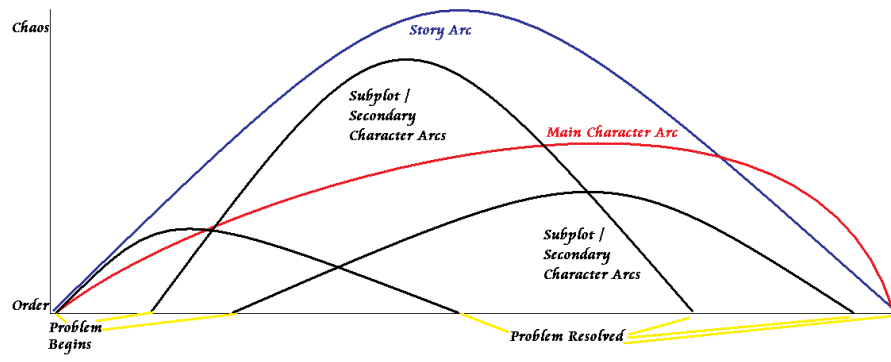 Chaos
Story Arc
Subplot /
Secondary
Character Arcs
Main Character Arc
Subplot /
Secondary
Character Arcs
Order
Problem
Begins
Problem Resolved